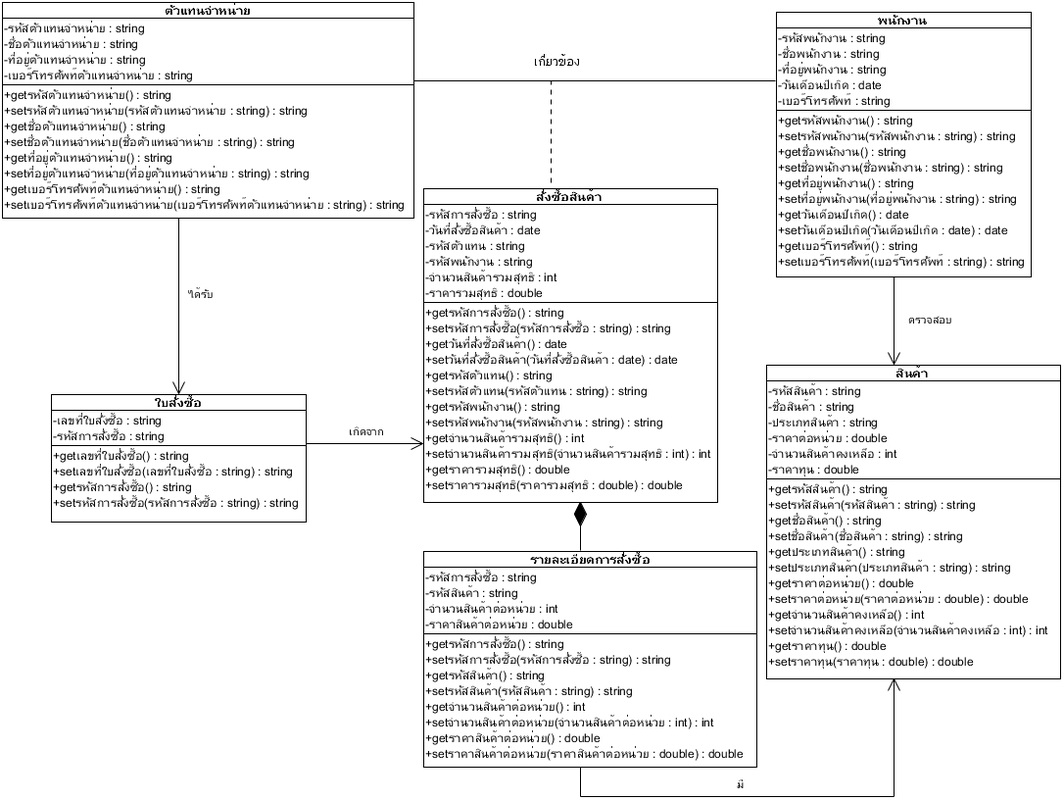 ตัวแทนจำหน่าย
-รหัสตัวแทนจำหน่าย : string
-ชื่อตัวแทนจำหน่าย : string
-ที่อยู่ตัวแทนจำหน่าย : string
-เบอร์โทรศัพท์ตัวแทนจำหน่าย : string
+getรหัสตัวแทนจำหน่าย() : string
+setรหัสตัวแทนจำหน่าย(รหัสตัวแทนจำหน่าย : string) : string
+getชื่อตัวแทนจำหน่าย() : string
+setชื่อตัวแทนจำหน่าย(ชื่อตัวแทนจำหน่าย : string) : string
+getที่อยู่ตัวแทนจำหน่าย() : string
+setที่อยู่ตัวแทนจำหน่าย(ที่อยู่ตัวแทนจำหน่าย : string) : string
+getเบอร์โทรศัพท์ตัวแทนจำหน่าย() : string
+setเบอร์โทรศัพท์ตัวแทนจำหน่าย(เบอร์โทรศัพท์ตัวแทนจำหน่าย : string) : string
เกี่ยวข้อง
พนักงาน
-รหัสพนักงาน : string
-ชื่อพนักงาน : string
-ที่อยู่พนักงาน : string
-วันเดือนปีเกิด : date
-เบอร์โทรศัพท์ : string
+getรหัสพนักงาน() : string
+setรหัสพนักงาน(รหัสพนักงาน : string) : string
+getชื่อพนักงาน() : string
+setชื่อพนักงาน(ชื่อพนักงาน : string) : string
+getที่อยู่พนักงาน() : string
+setที่อยู่พนักงาน(ที่อยู่พนักงาน : string) : string
+getวันเดือนปีเกิด() : date
+setวันเดือนปีเกิด(วันเดือนปีเกิด : date) : date
+getเบอร์โทรศัพท์() : string
+setเบอร์โทรศัพท์(เบอร์โทรศัพท์ : string) : string
สั่งซื้อสินค้า
-รหัสการสั่งซื้อ : string
-วันที่สั่งซื้อสินค้า : date
-รหัสตัวแทน : string
-รหัสพนักงาน : string
-จำนวนสินค้ารวมสุทธิ : int
-ราคารวมสุทธิ : double
+getรหัสการสั่งซื้อ() : string
+setรหัสการสั่งซื้อ(รหัสการสั่งซื้อ : string) : string
+getวันที่สั่งซื้อสินค้า() : date
+setวันที่สั่งซื้อสินค้า(วันที่สั่งซื้อสินค้า : date) : date
+getรหัสตัวแทน() : string
+setรหัสตัวแทน(รหัสตัวแทน : string) : string
+getรหัสพนักงาน() : string
+setรหัสพนักงาน(รหัสพนักงาน : string) : string
+getจำนวนสินค้ารวมสุทธิ() : int
+setจำนวนสินค้ารวมสุทธิ(จำนวนสินค้ารวมสุทธิ : int) : int
+getราคารวมสุทธิ() : double
+setราคารวมสุทธิ(ราคารวมสุทธิ : double) : double
ได้รับ
ตรวจสอบ
ใบสั่งซื้อ
-เลขที่ใบสั่งซื้อ : string
-รหัสการสั่งซื้อ : string
+getเลขที่ใบสั่งซื้อ() : string
+setเลขที่ใบสั่งซื้อ(เลขที่ใบสั่งซื้อ : string) : string
+getรหัสการสั่งซื้อ() : string
+setรหัสการสั่งซื้อ(รหัสการสั่งซื้อ : string) : string
เกิดจาก
สินค้า
-รหัสสินค้า : string
-ชื่อสินค้า : string
-ประเภทสินค้า : string
-ราคาต่อหน่วย : double
-จำนวนสินค้าคงเหลือ : int
-ราคาทุน : double
+getรหัสสินค้า() : string
+setรหัสสินค้า(รหัสสินค้า : string) : string
+getชื่อสินค้า() : string
+setชื่อสินค้า(ชื่อสินค้า : string) : string
+getประเภทสินค้า() : string
+setประเภทสินค้า(ประเภทสินค้า : string) : string
+getราคาต่อหน่วย() : double
+setราคาต่อหน่วย(ราคาต่อหน่วย : double) : double
+getจำนวนสินค้าคงเหลือ() : int
+setจำนวนสินค้าคงเหลือ(จำนวนสินค้าคงเหลือ : int) : int
+getราคาทุน() : double
+setราคาทุน(ราคาทุน : double) : double
รายละเอียดการสั่งซื้อ
-รหัสการสั่งซื้อ : string
-รหัสสินค้า : string
-จำนวนสินค้าต่อหน่วย : int
-ราคาสินค้าต่อหน่วย : double
+getรหัสการสั่งซื้อ() : string
+setรหัสการสั่งซื้อ(รหัสการสั่งซื้อ : string) : string
+getรหัสสินค้า() : string
+setรหัสสินค้า(รหัสสินค้า : string) : string
+getจำนวนสินค้าต่อหน่วย() : int
+setจำนวนสินค้าต่อหน่วย(จำนวนสินค้าต่อหน่วย : int) : int
+getราคาสินค้าต่อหน่วย() : double
+setราคาสินค้าต่อหน่วย(ราคาสินค้าต่อหน่วย : double) : double
มี